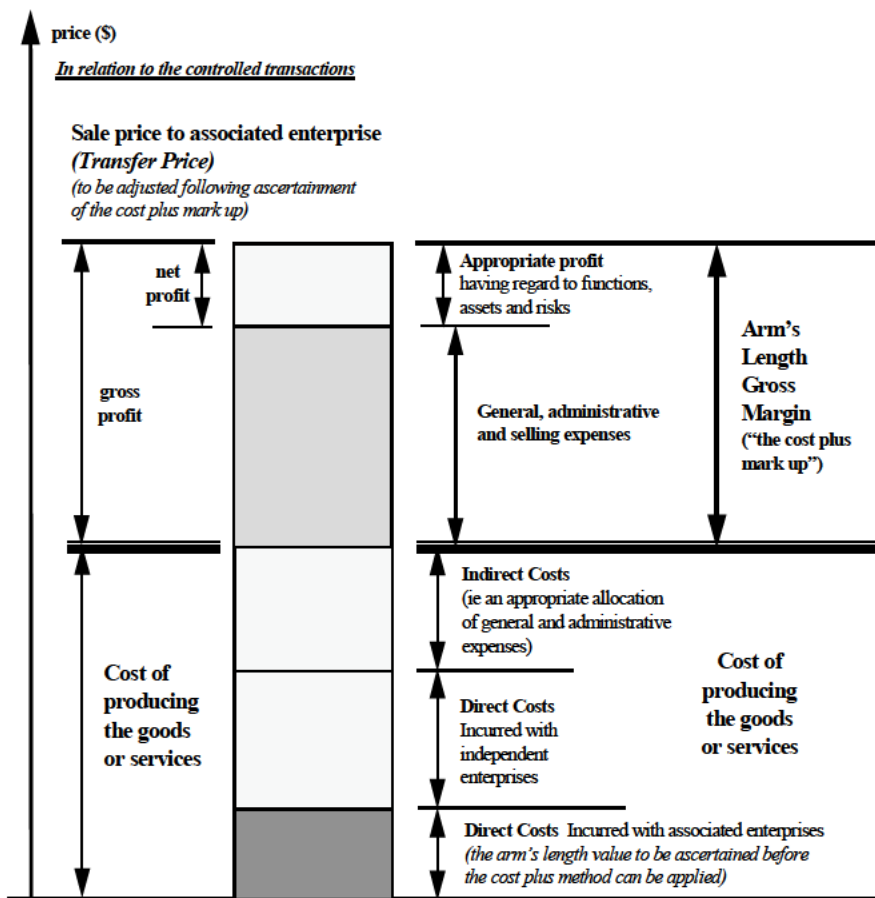 price ($)
In relation to the controlled transactions
Sale price to associated enterprise
(Transfer Price)
(to be adjusted following ascertainment
of the cost plus mark up)
net
profit
gross
profit
Appropriate profit
having regard to functions,
assets and risks
General, administrative
and selling expenses
Arm's
Length
Gross
Margin
("the cost plus
mark up")
Cost of
producing
the goods
or services
Indirect Costs
(ie an appropriate allocation
of general and administrative
expenses)
Direct Costs
Incurred with
independent
enterprises
Cost of
producing
the goods
or services
Direct Costs Incurred with associated enterprises
(the arm's length value to be ascertained before
the cost plus method can be applied)